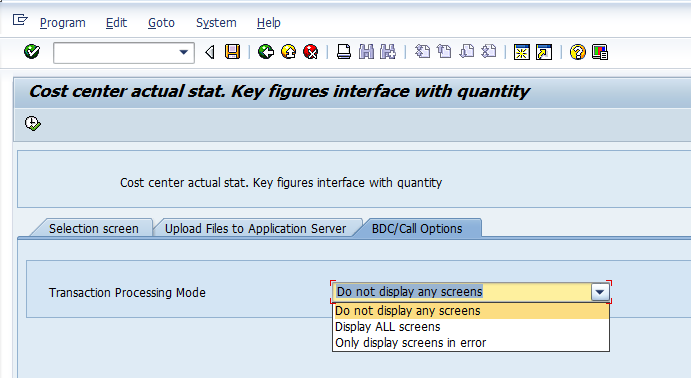 Program Edit Goto System Help
Cost center actual stat. Key figures interface with quantity
Cost center actual stat. Key figures interface with quantity
Selection screen Upload Files to Application Server BDC/Call Options
Transaction Processing Mode Do not display any screens
Do not display any screens
Display ALL screens
Only display screens in error